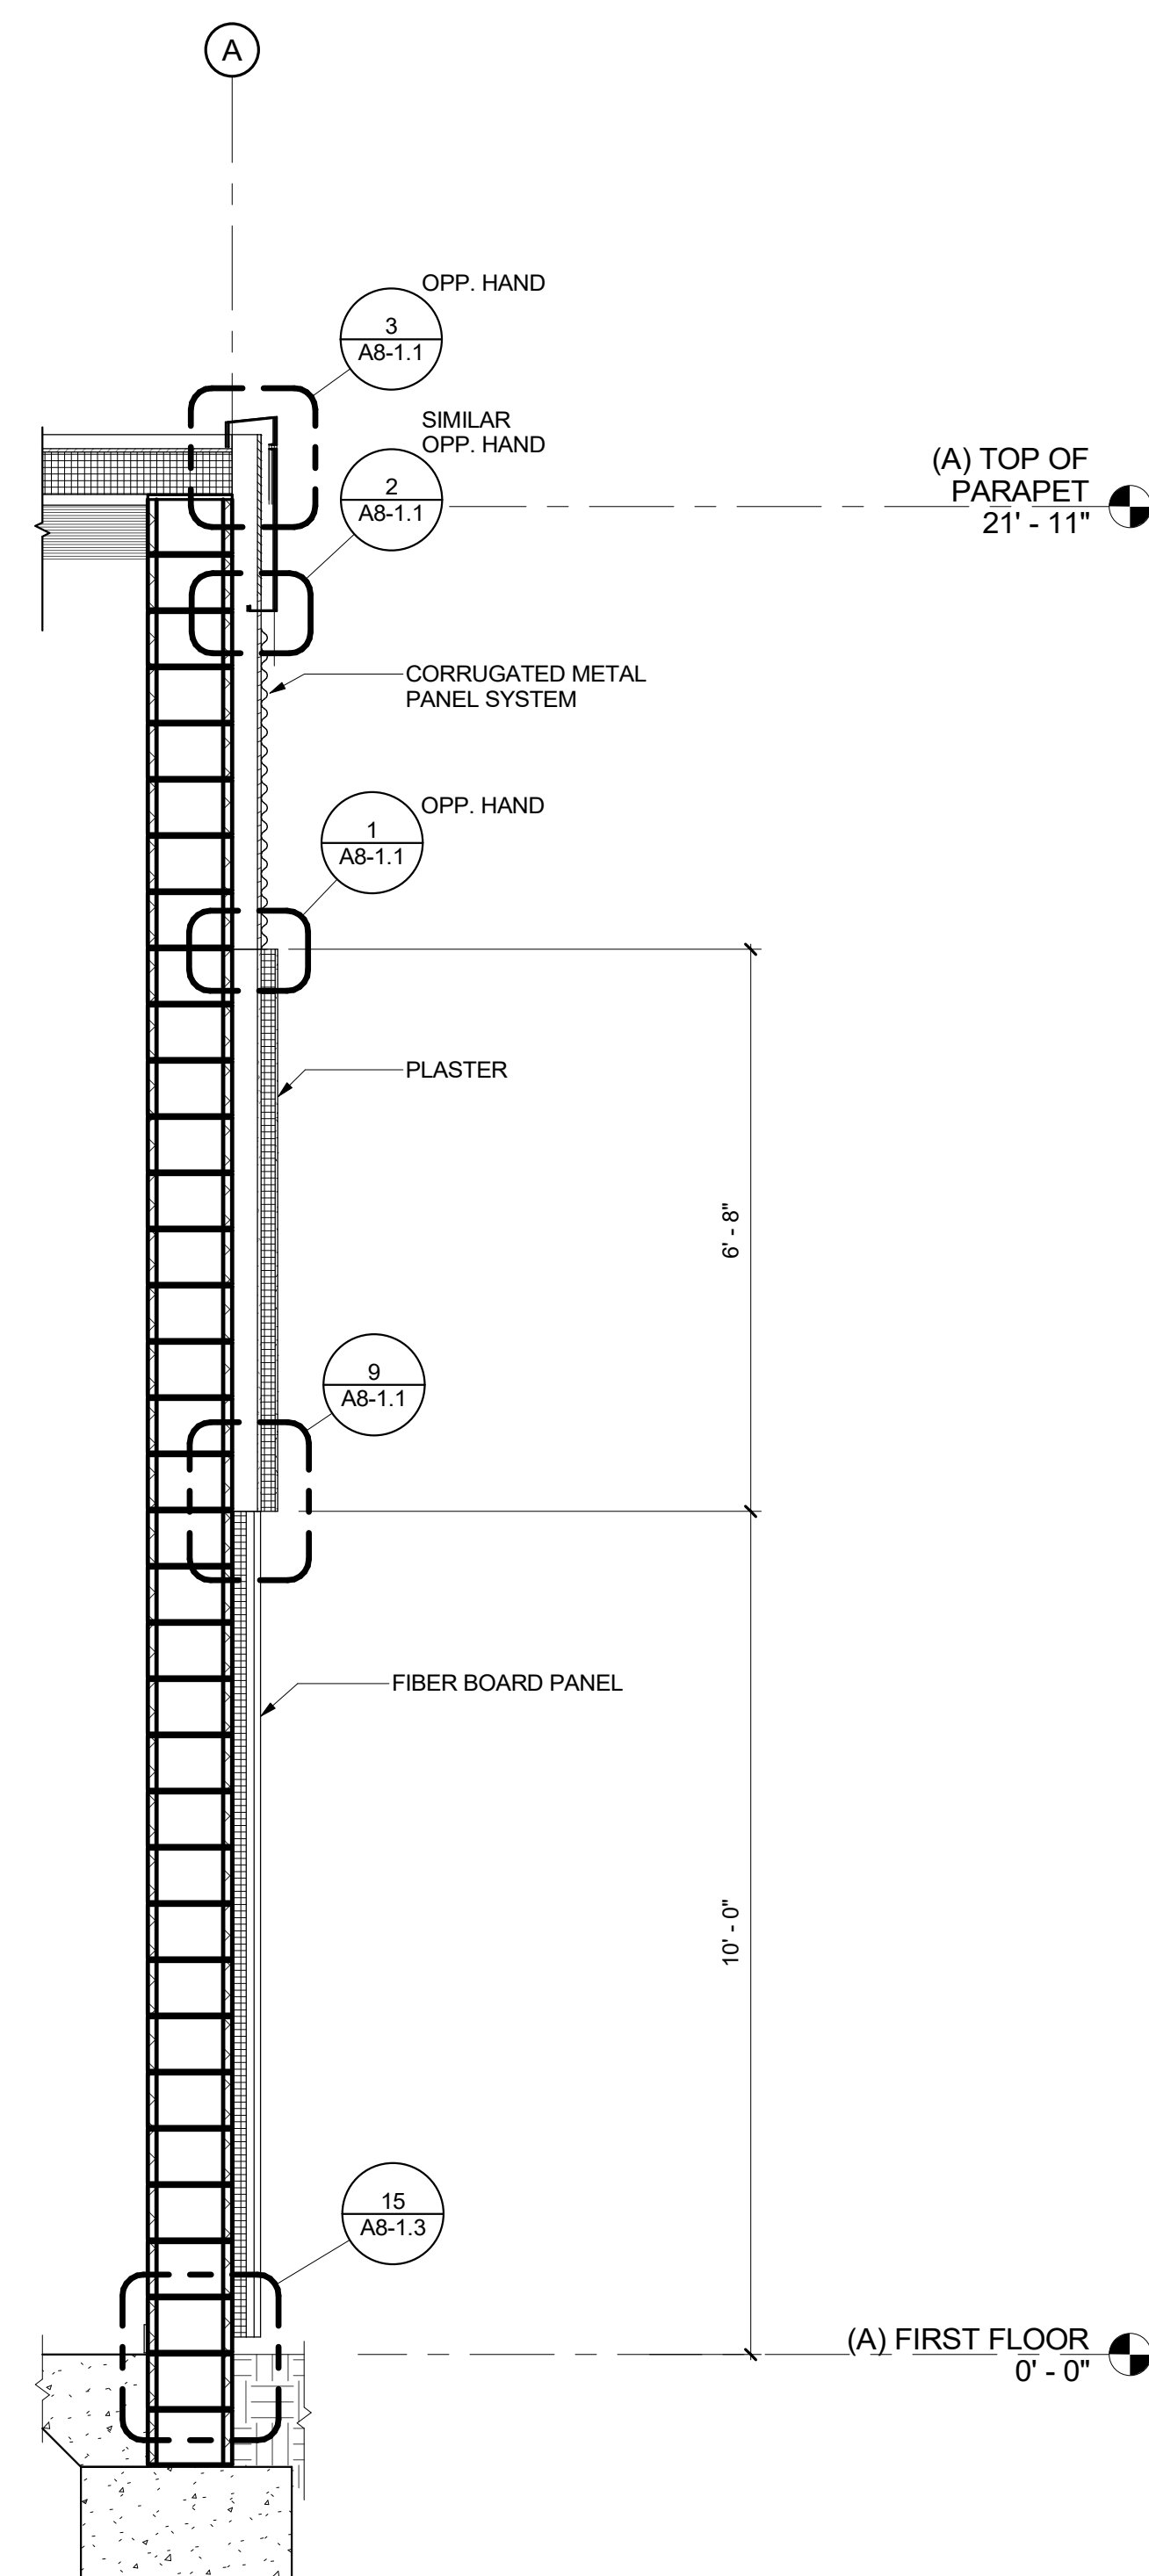 A
OPP. HAND
3
A8-1.1
SIMILAR
OPP. HAND
2
A8-1.1
(A) TOP OF
PARAPET
21' - 11"
CORRUGATED METAL
PANEL SYSTEM
OPP. HAND
1
A8-1.1
PLASTER
6' - 8"
9
A8-1.1
FIBER BOARD PANEL
10' - 0"
15
A8-1.3
(A) FIRST FLOOR
0' - 0"